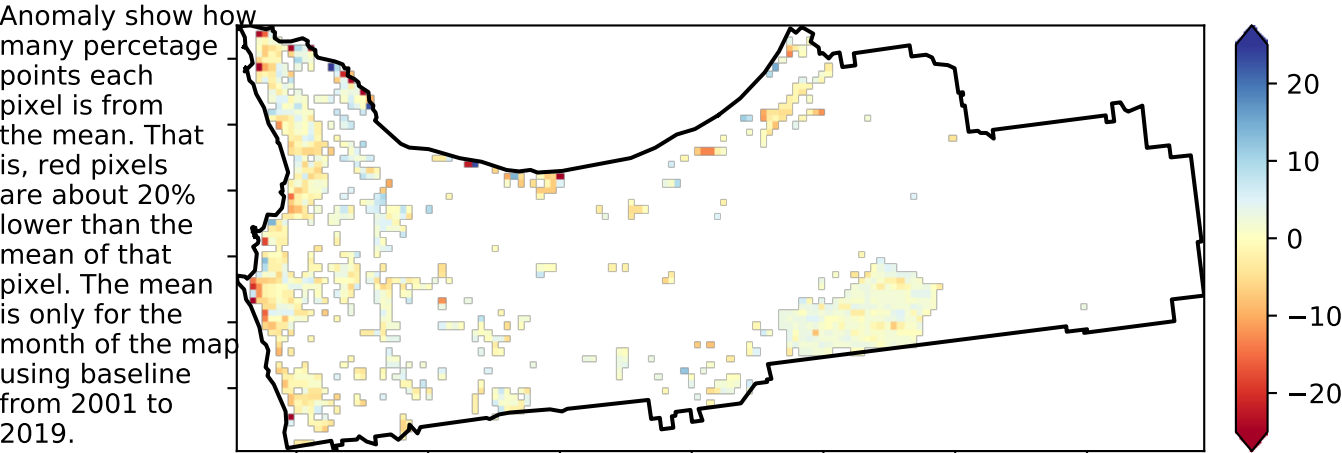 Anomaly show how
many percetage
points each
pixel is from
the mean. That
is, red pixels
are about 20%
lower than the
mean of that
pixel. The mean
is only for the
month of the map
using baseline
from 2001 to
2019.
20
10
0
−10
−20